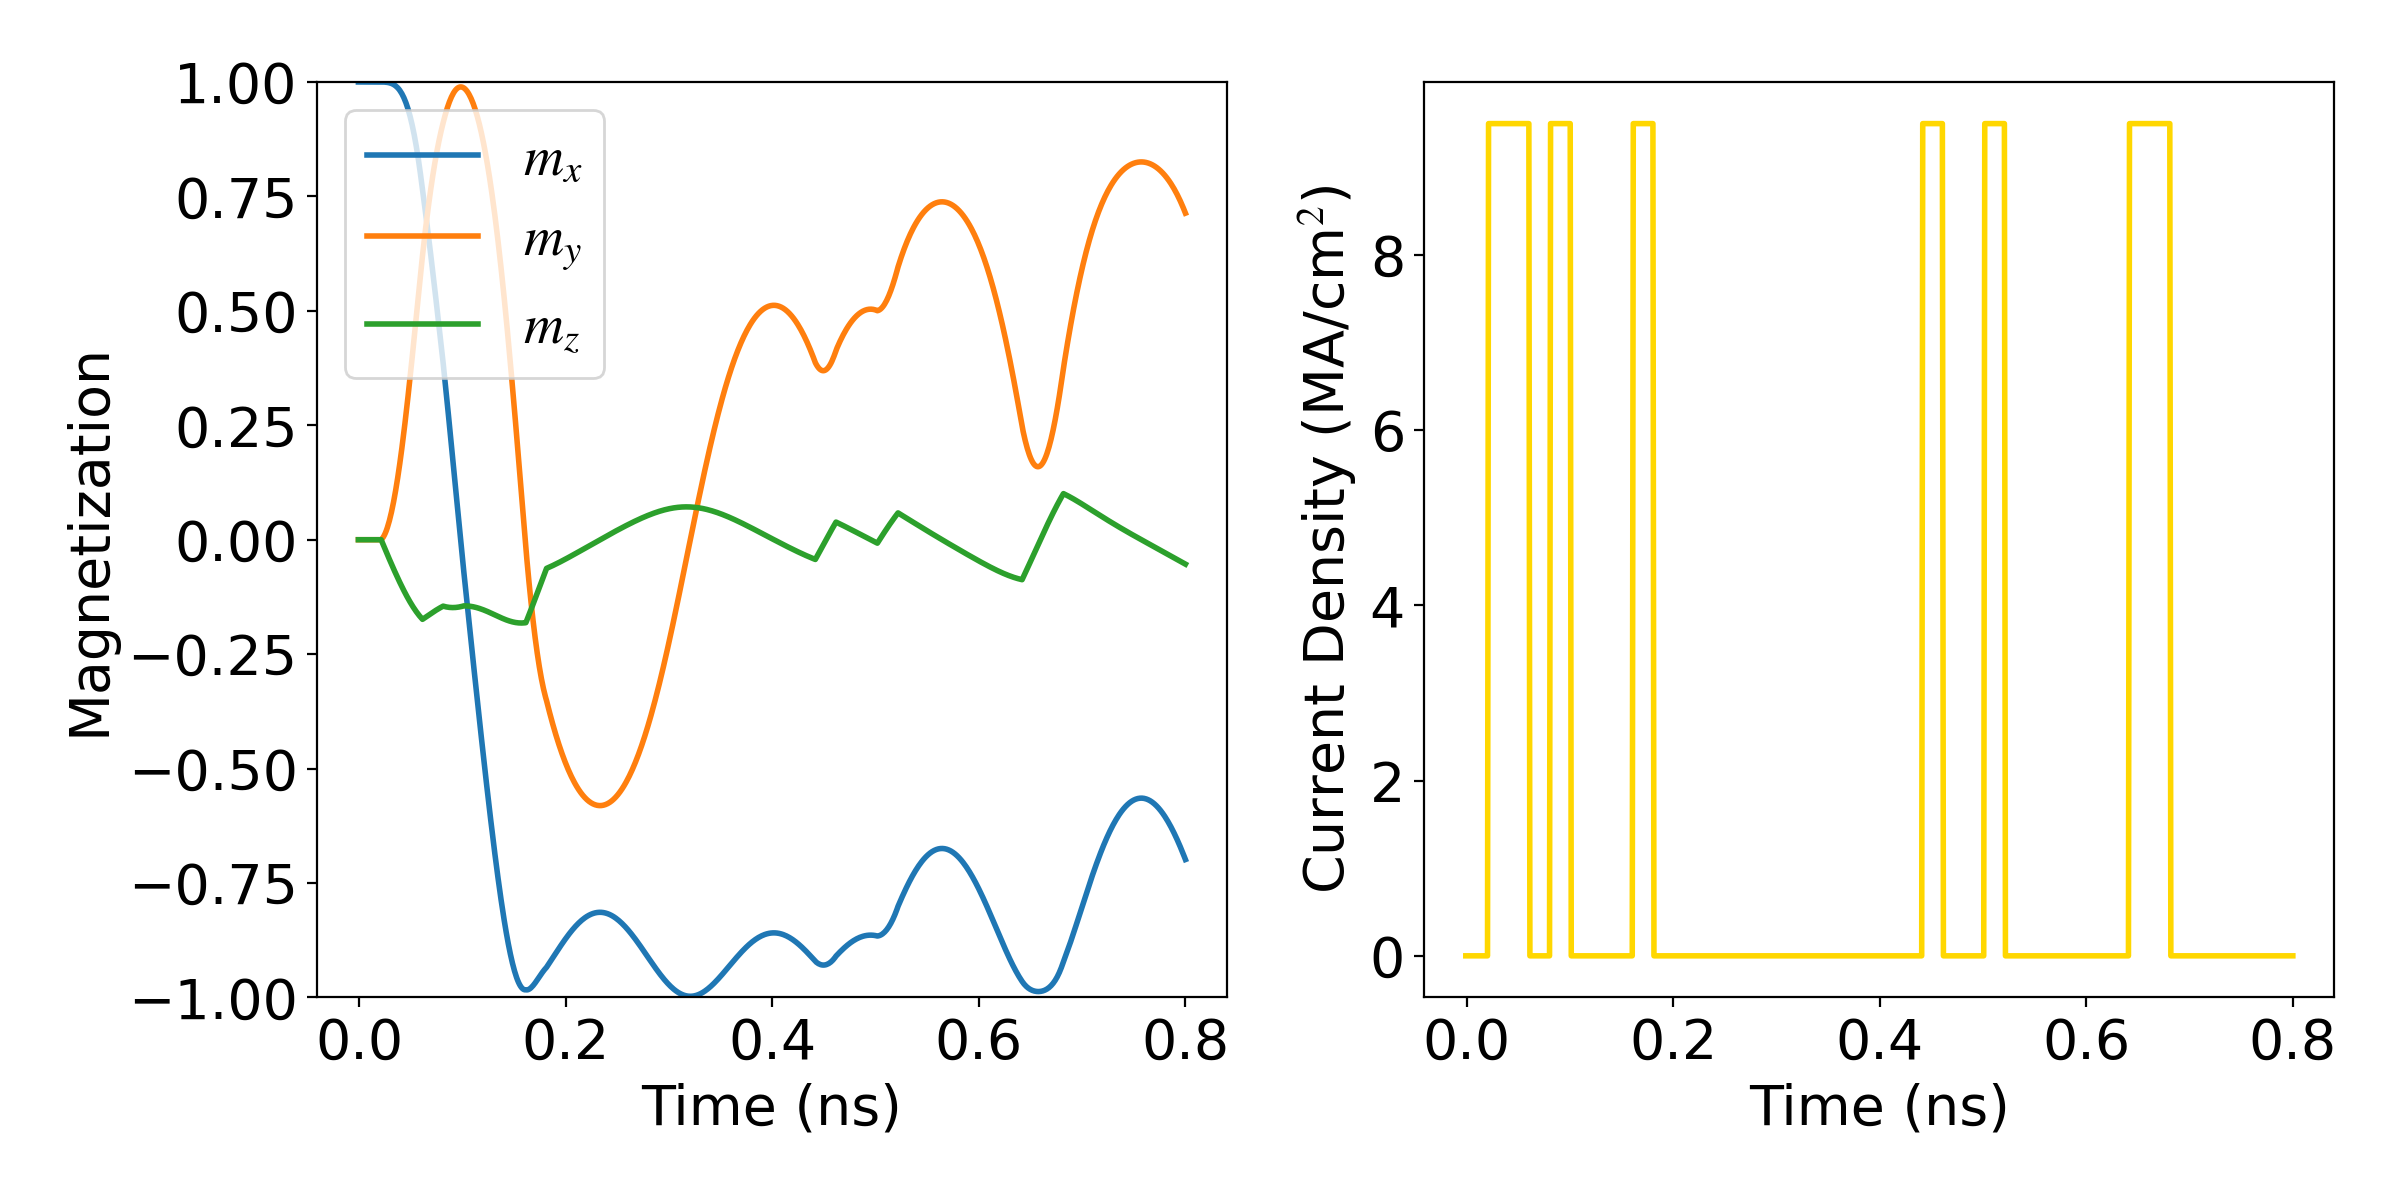 1.00
0.75
0.50
0.25
0.00
−0.25
−0.50
−0.75
−1.00
Magnetization
m_x
m_y
m_z
0.0 0.2 0.4 0.6 0.8
Time (ns)
8
6
4
2
0
Current Density (MA/cm²)
0.0 0.2 0.4 0.6 0.8
Time (ns)